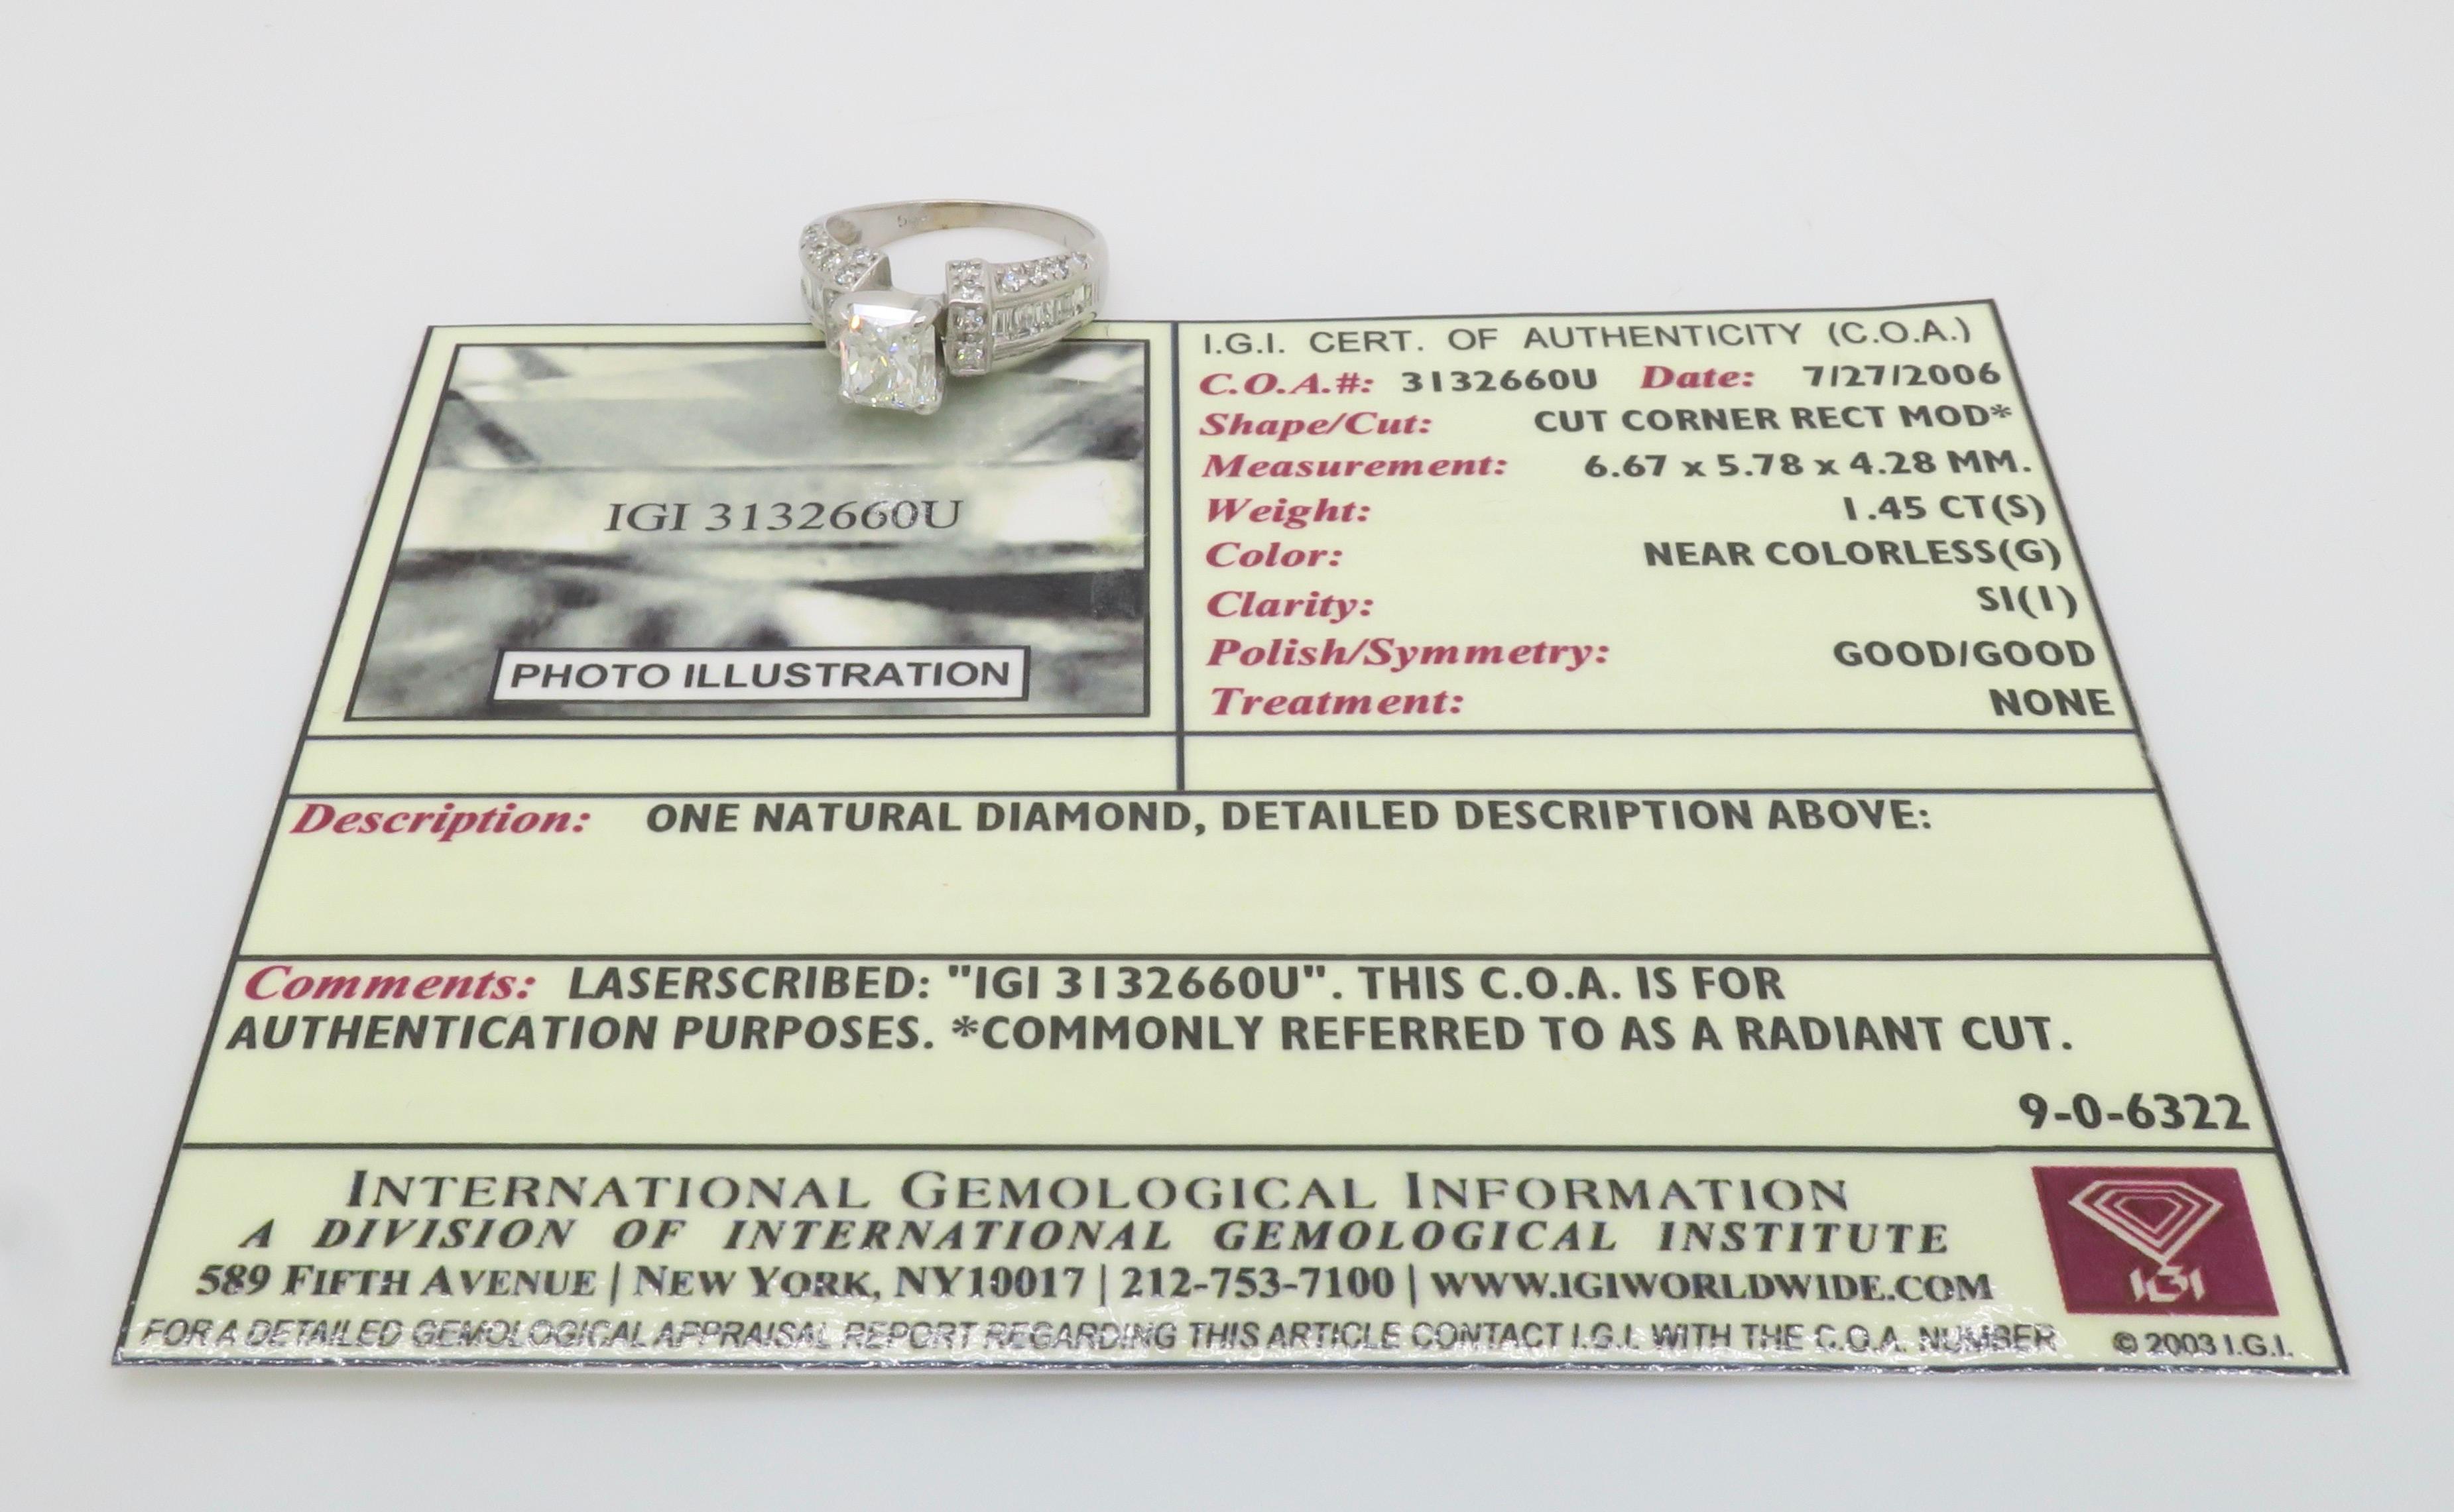 I.G.I. CERT. OF AUTHENTICITY (C.O.A.)
C.O.A.#: 3132660U Date: 7/27/2006
Shape/Cut: CUT CORNER RECT MOD*
Measurement: 6.67 x 5.78 x 4.28 MM.
Weight: 1.45 CT(S)
Color: NEAR COLORLESS(G)
Clarity: SI(1)
Polish/Symmetry: GOOD/GOOD
Treatment: NONE
IGI 3132660U
PHOTO ILLUSTRATION
Description: ONE NATURAL DIAMOND, DETAILED DESCRIPTION ABOVE:
Comments: LASERSCRIBED: "IGI 3132660U". THIS C.O.A. IS FOR
AUTHENTICATION PURPOSES. *COMMONLY REFERRED TO AS A RADIANT CUT.
9-0-6322
INTERNATIONAL GEMOLOGICAL INFORMATION
A DIVISION OF INTERNATIONAL GEMOLOGICAL INSTITUTE
589 FIFTH AVENUE | NEW YORK, NY10017 | 212-753-7100 | WWW.IGIWORLDWIDE.COM
FOR A DETAILED GEMOLOGICAL APPRAISAL REPORT REGARDING THIS ARTICLE CONTACT I.G.I. WITH THE C.O.A. NUMBER © 2003 I.G.I.
IGI